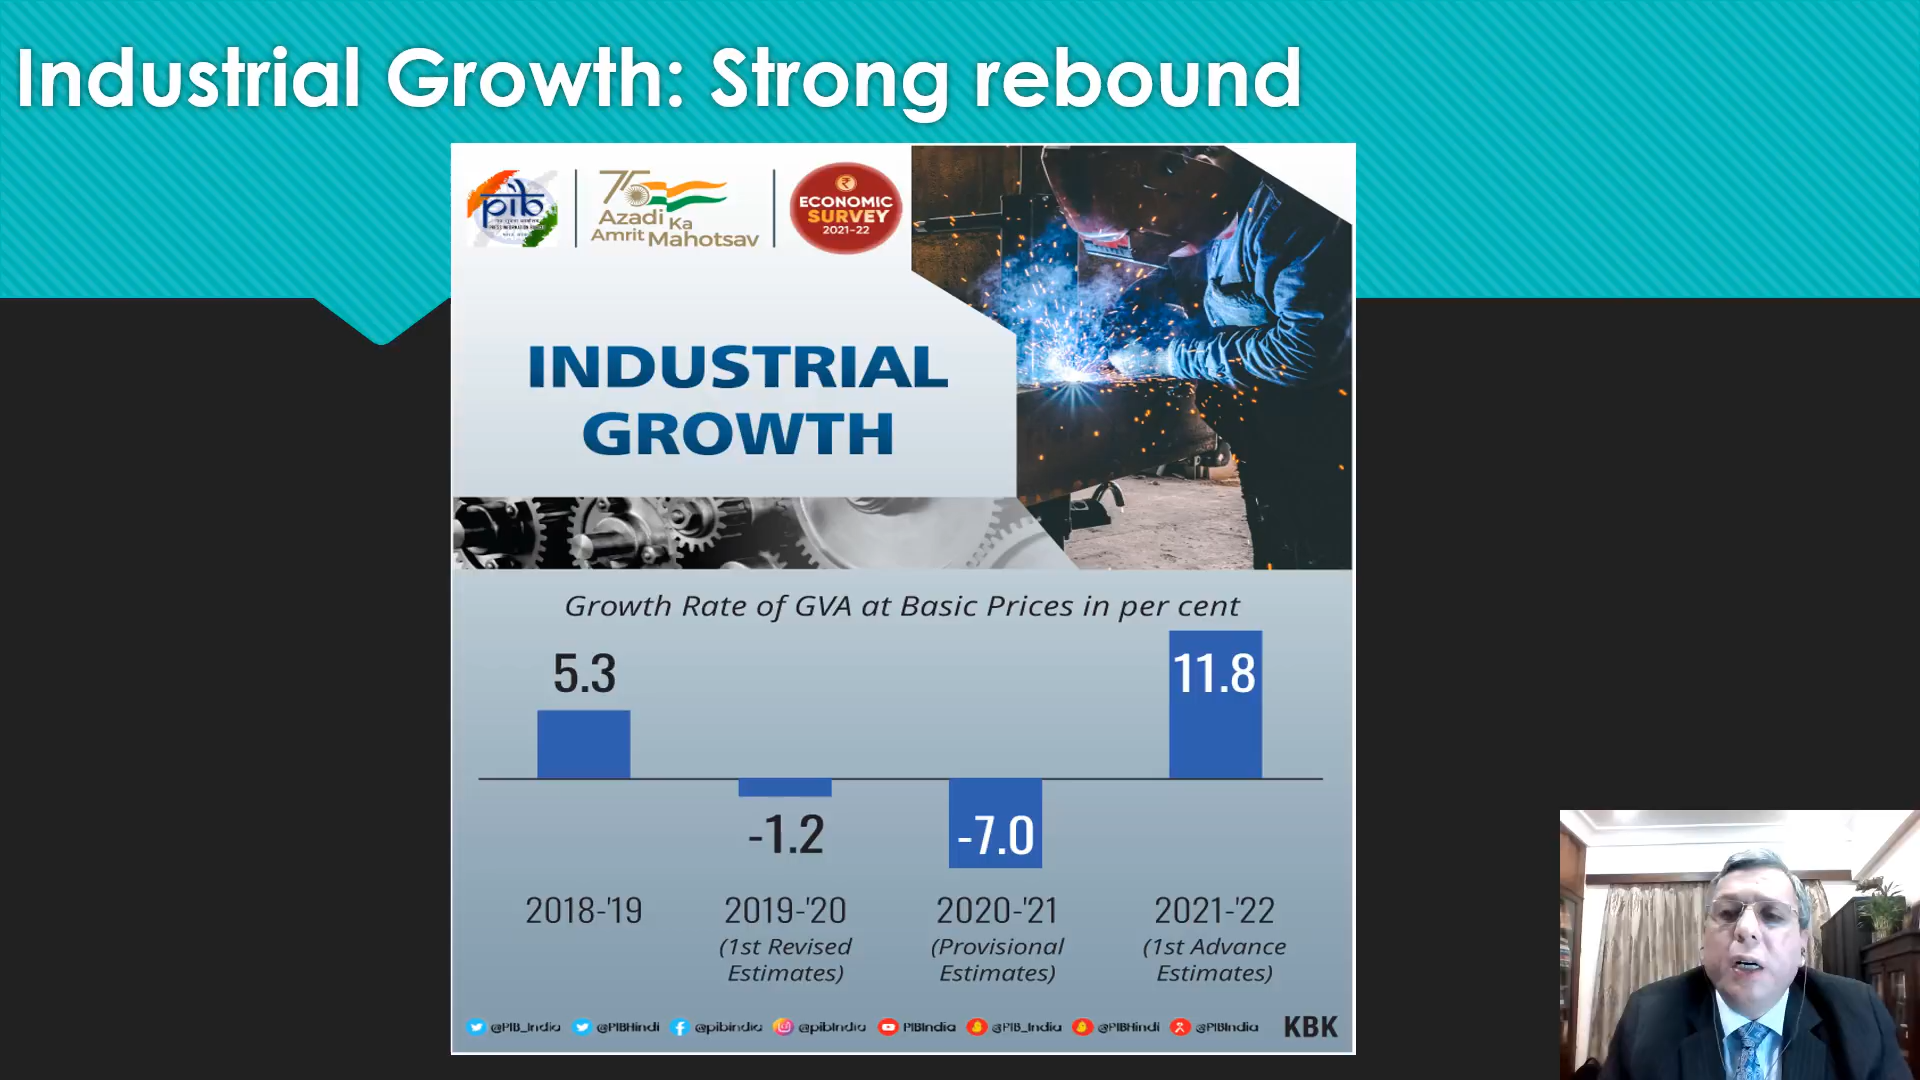 Industrial Growth: Strong rebound
pib
75
Azadi Ka
Amrit Mahotsav
ECONOMIC
SURVEY
2021-22
INDUSTRIAL
GROWTH
Growth Rate of GVA at Basic Prices in per cent
5.3
11.8
-1.2
-7.0
2018-'19
2019-'20
2020-'21
2021-'22
(1st Revised
Estimates)
(Provisional
Estimates)
(1st Advance
Estimates)
@PIB_India @PIBHindi @pibindia @pibindia PIBIndia @PIB_India @PIBHindi @PIBIndia KBK